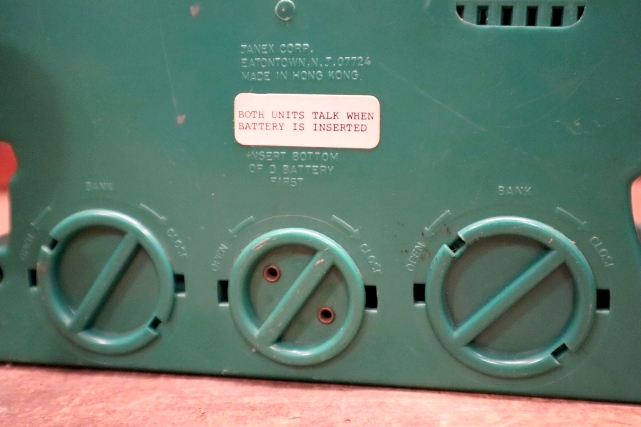 JANEX CORP.
EATONTOWN, N.J. 07724
MADE IN HONG KONG
BOTH UNITS TALK WHEN
BATTERY IS INSERTED
INSERT BOTTOM
OF D BATTERY
FIRST
BANK
BANK
OPEN
CLOSE
OPEN
CLOSE
OPEN
CLOSE